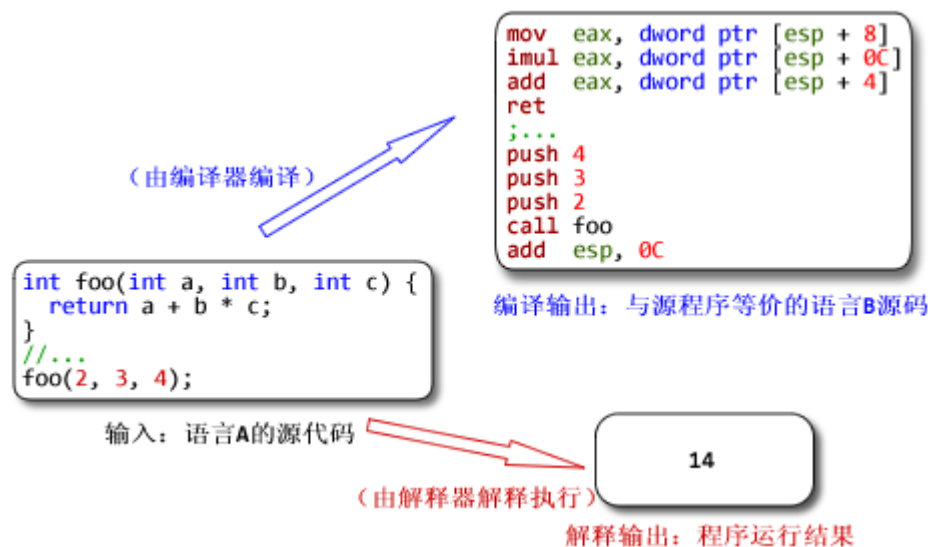 mov  eax, dword ptr [esp + 8]
imul eax, dword ptr [esp + 0C]
add  eax, dword ptr [esp + 4]
ret
;...
push 4
push 3
push 2
call foo
add  esp, 0C
编译输出：与源程序等价的语言B源码
（由编译器编译）
int foo(int a, int b, int c) {
  return a + b * c;
}
//...
foo(2, 3, 4);
输入：语言A的源代码
（由解释器解释执行）
14
解释输出：程序运行结果